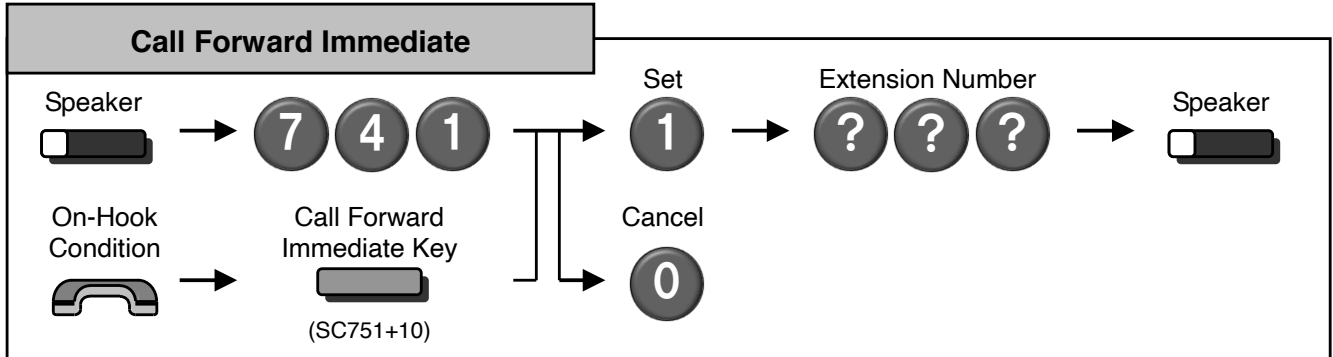 Call Forward Immediate
Speaker
7 4 1
Set
1
Extension Number
? ? ?
Speaker
On-Hook
Condition
Call Forward
Immediate Key
(SC751+10)
Cancel
0